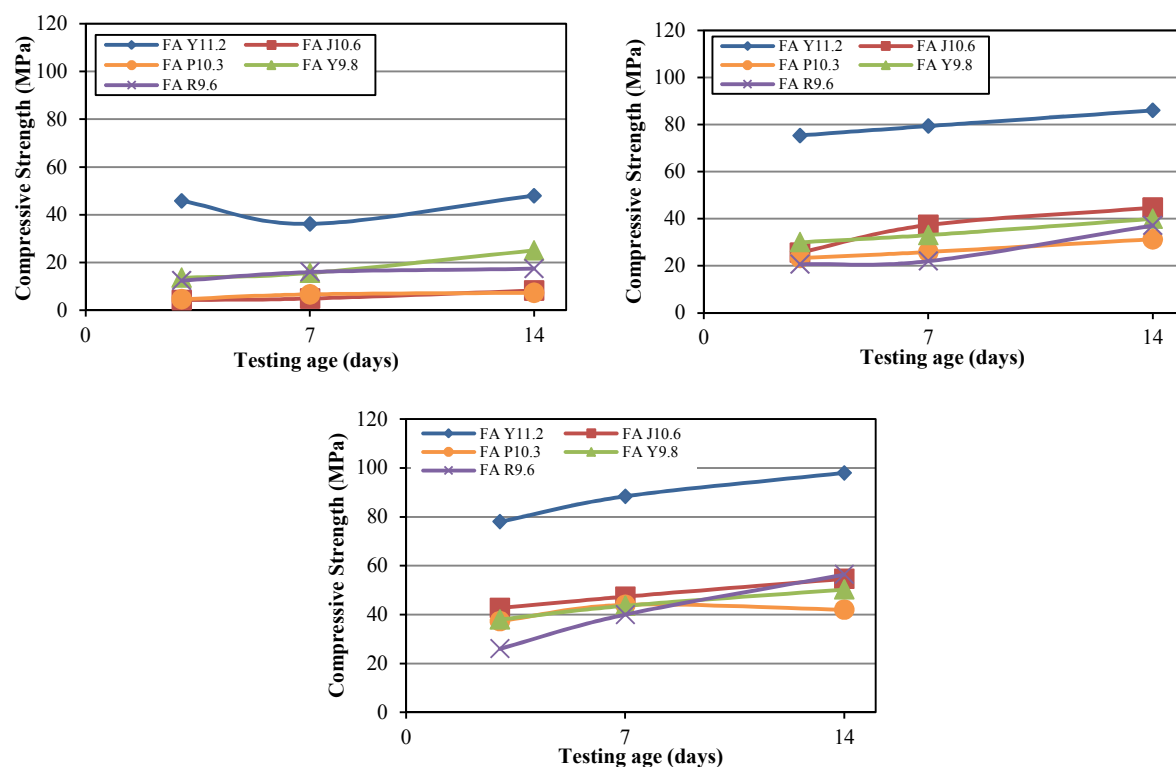 120
100
80
60
40
20
0
Compressive Strength (MPa)
FA Y11.2 FA J10.6
FA P10.3 FA Y9.8
FA R9.6
0 7 14
Testing age (days)
120
100
80
60
40
20
0
Compressive Strength (MPa)
FA Y11.2 FA J10.6
FA P10.3 FA Y9.8
FA R9.6
0 7 14
Testing age (days)
120
100
80
60
40
20
0
Compressive Strength (MPa)
FA Y11.2 FA J10.6
FA P10.3 FA Y9.8
FA R9.6
0 7 14
Testing age (days)